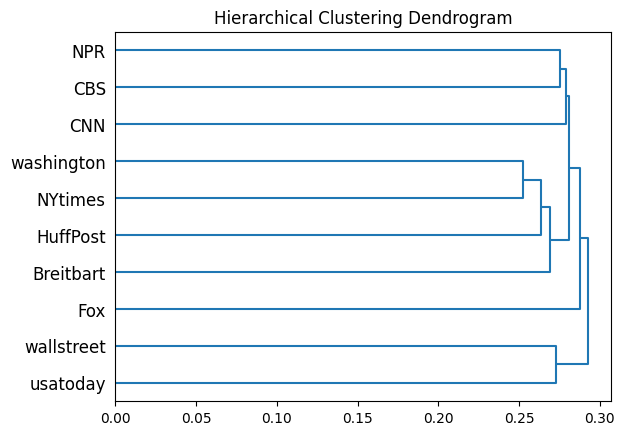 Hierarchical Clustering Dendrogram
NPR
CBS
CNN
washington
NYtimes
HuffPost
Breitbart
Fox
wallstreet
usatoday
0.00 0.05 0.10 0.15 0.20 0.25 0.30